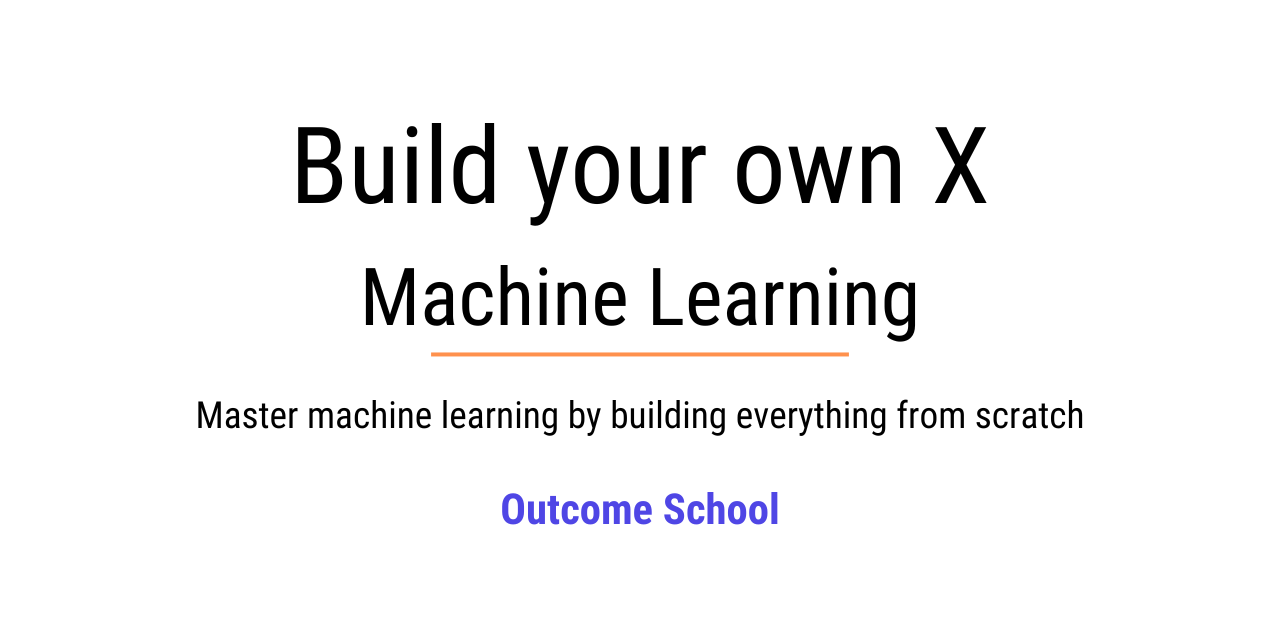 Build your own X
Machine Learning
Master machine learning by building everything from scratch
Outcome School